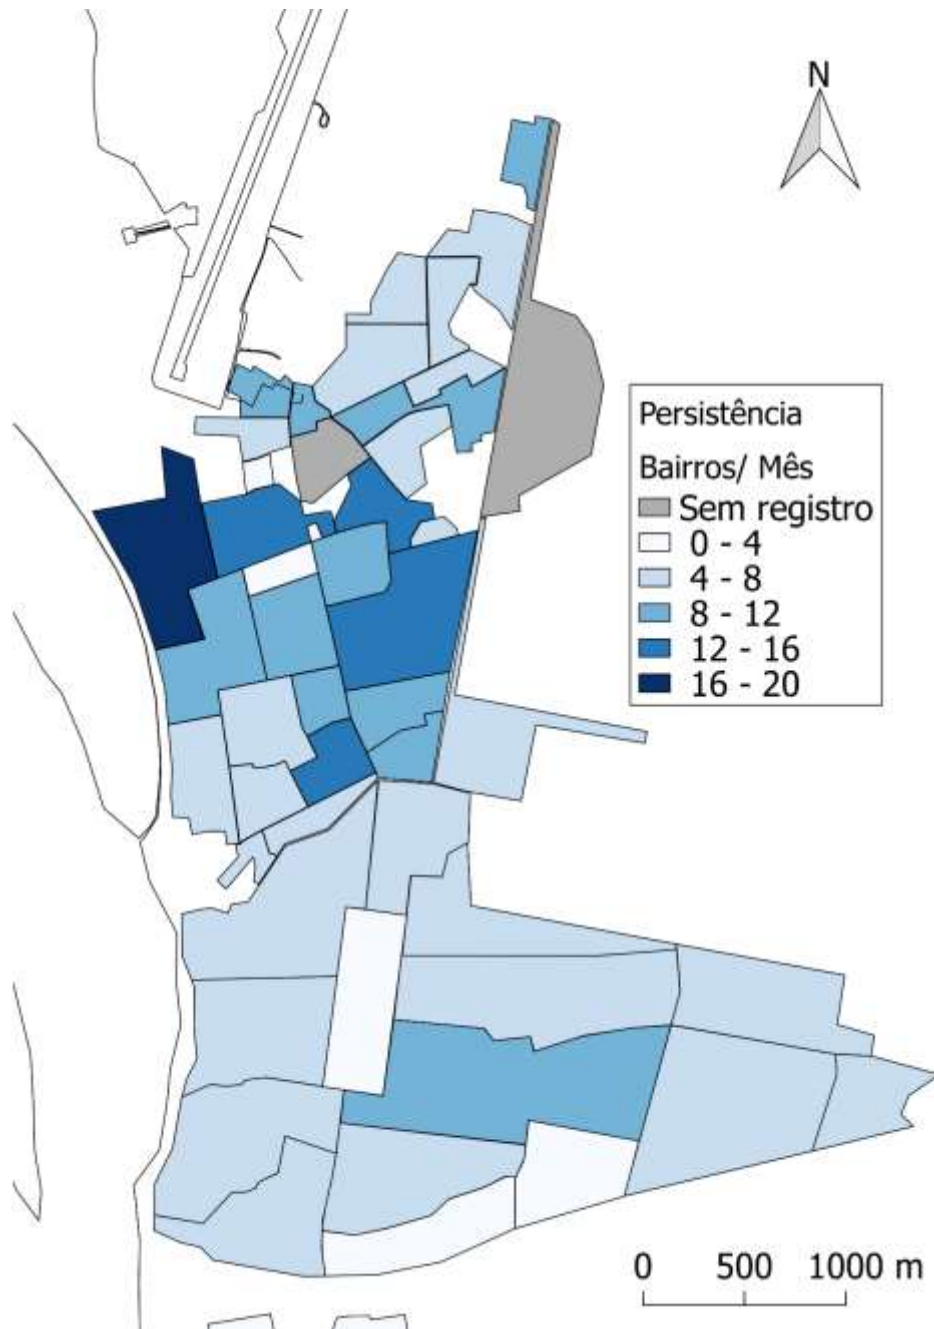 N
Persistência
Bairros/ Mês
Sem registro
0 - 4
4 - 8
8 - 12
12 - 16
16 - 20
0 500 1000 m